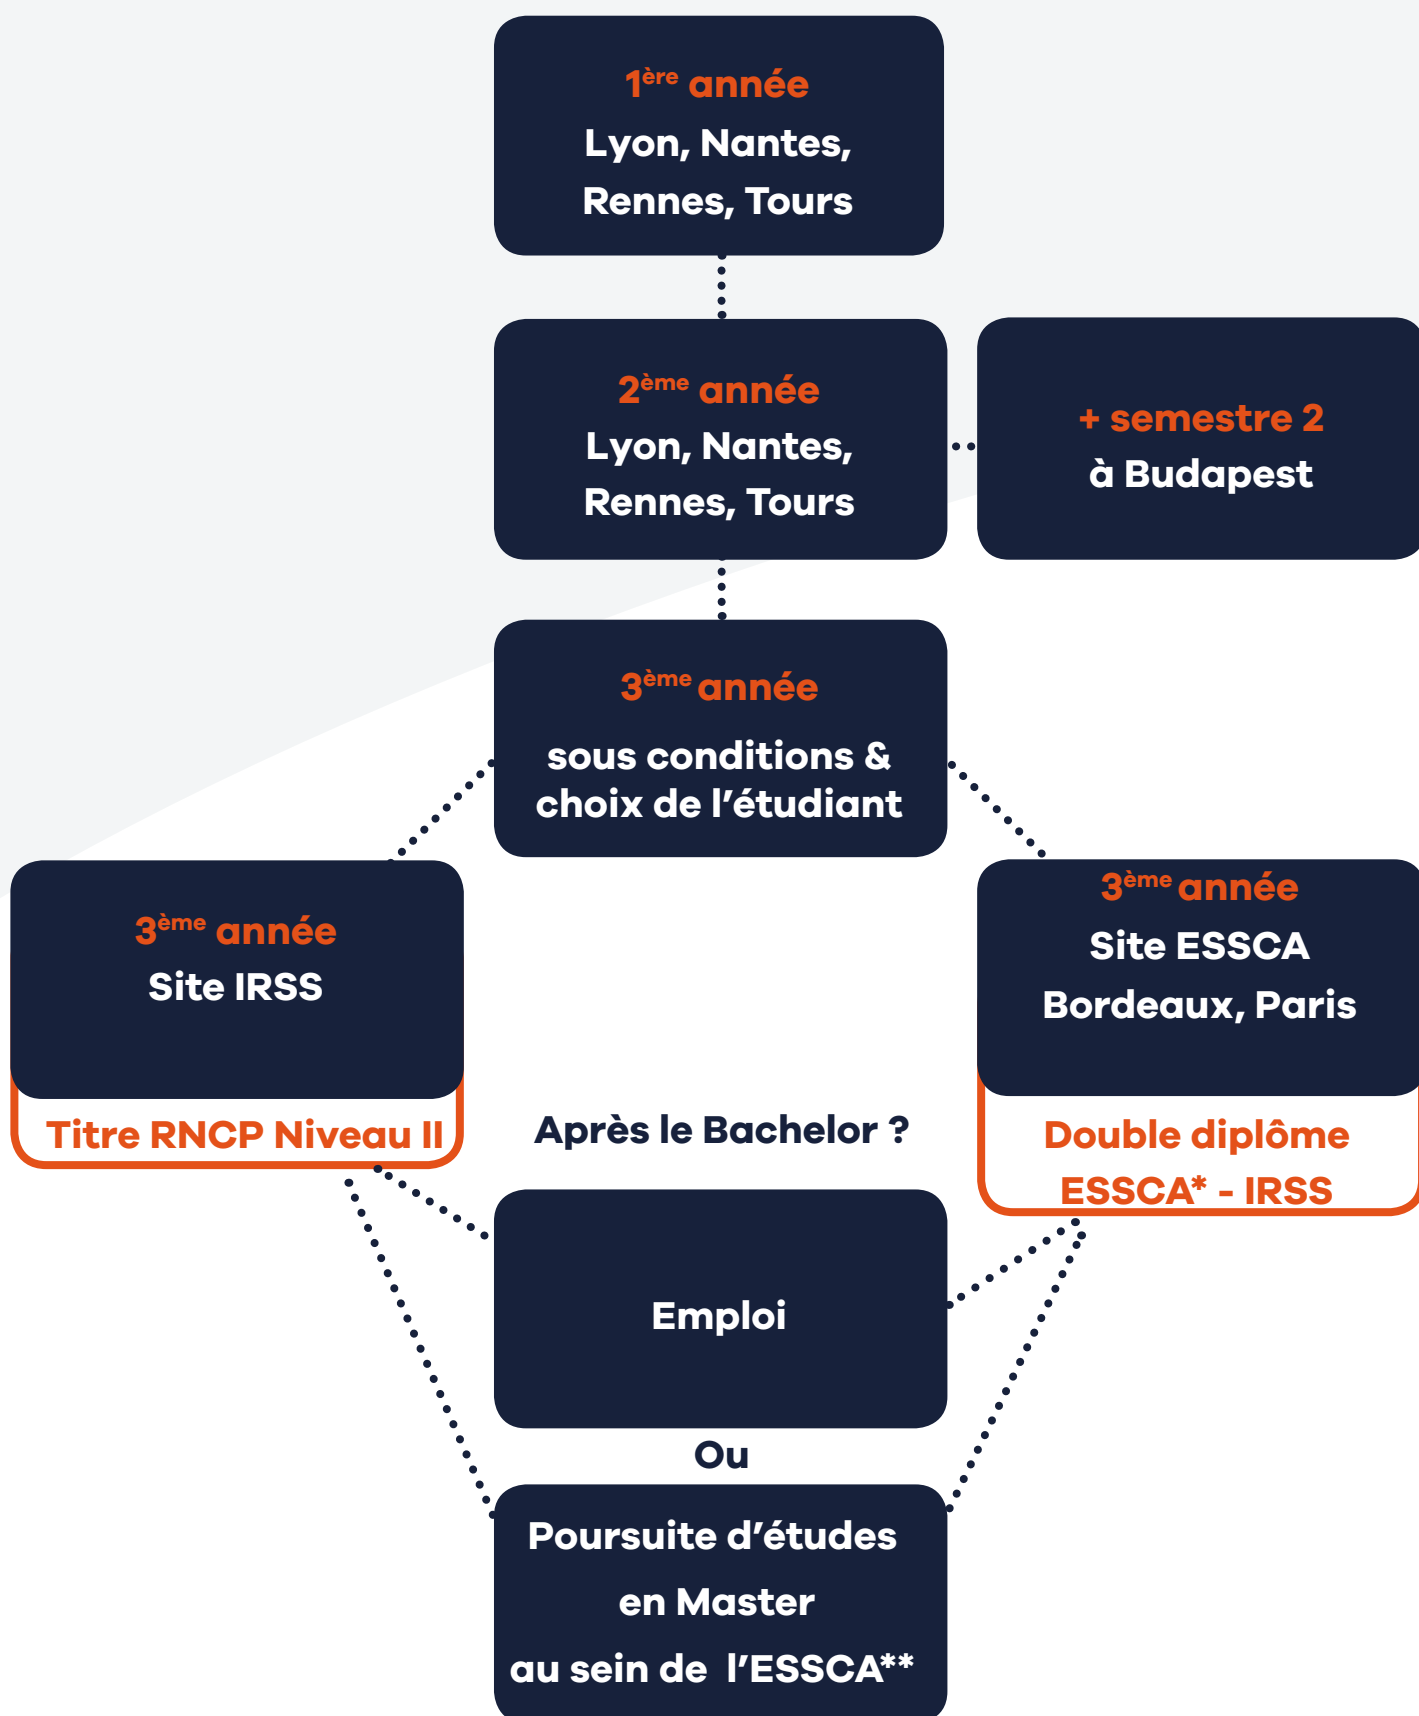 1ère année
Lyon, Nantes,
Rennes, Tours
2ème année
Lyon, Nantes,
Rennes, Tours
+ semestre 2
à Budapest
3ème année
sous conditions &
choix de l'étudiant
3ème année
Site IRSS
Titre RNCP Niveau II
3ème année
Site ESSCA
Bordeaux, Paris
Double diplôme
ESSCA* - IRSS
Après le Bachelor ?
Emploi
Ou
Poursuite d'études
en Master
au sein de l'ESSCA**